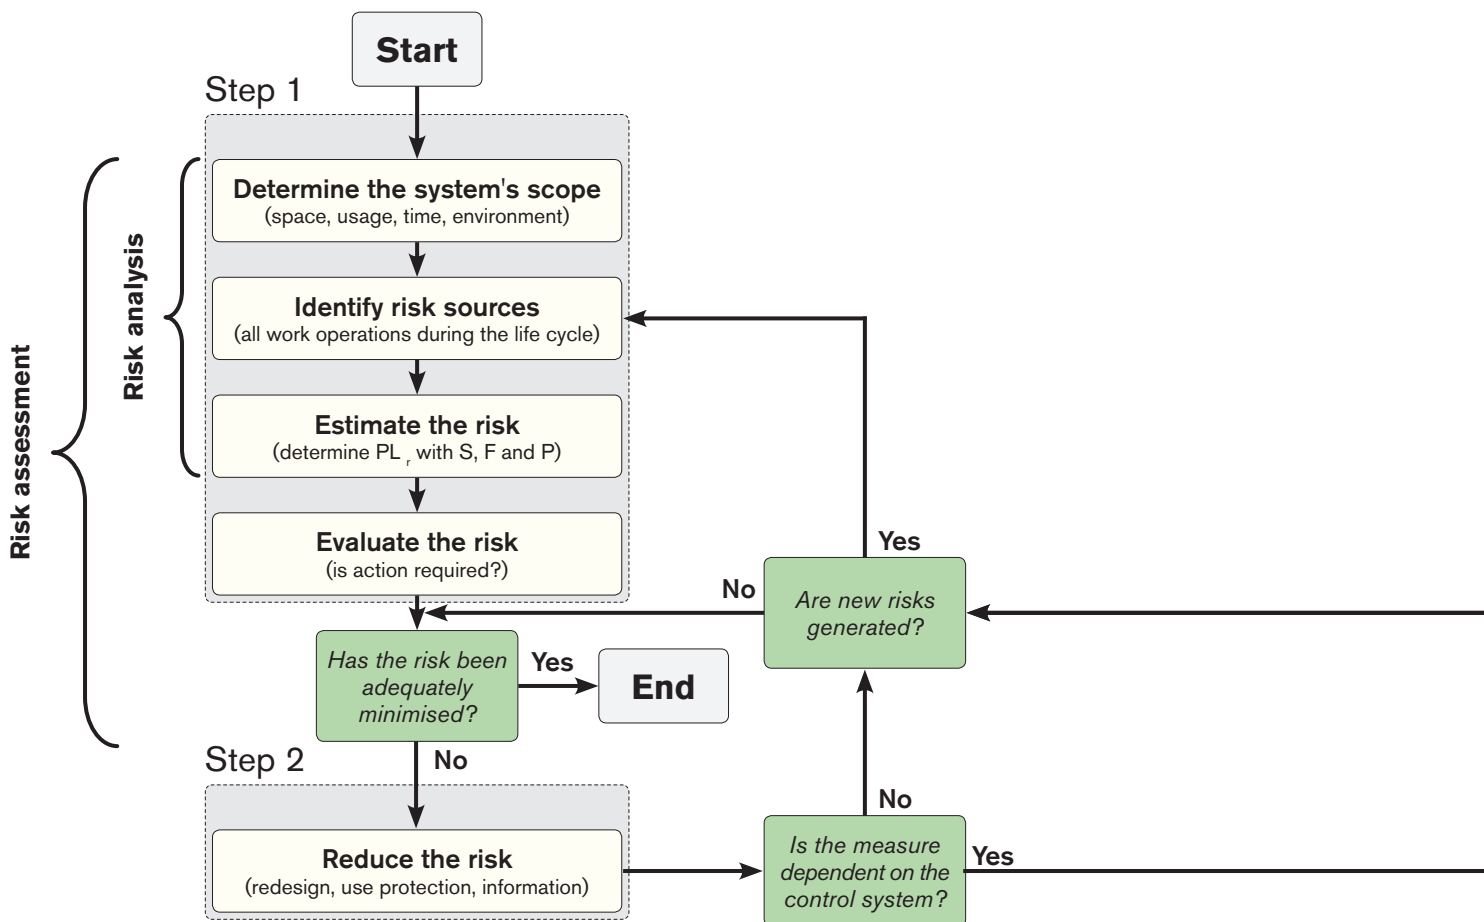 Start
Step 1
Determine the system's scope
(space, usage, time, environment)
Risk analysis
Identify risk sources
(all work operations during the life cycle)
Risk assessment
Estimate the risk
(determine PL r with S, F and P)
Evaluate the risk
(is action required?)
Yes
No
Are new risks
generated?
Has the risk been
adequately
minimised?
Yes
End
No
Step 2
No
Reduce the risk
(redesign, use protection, information)
Is the measure
dependent on the
control system?
Yes